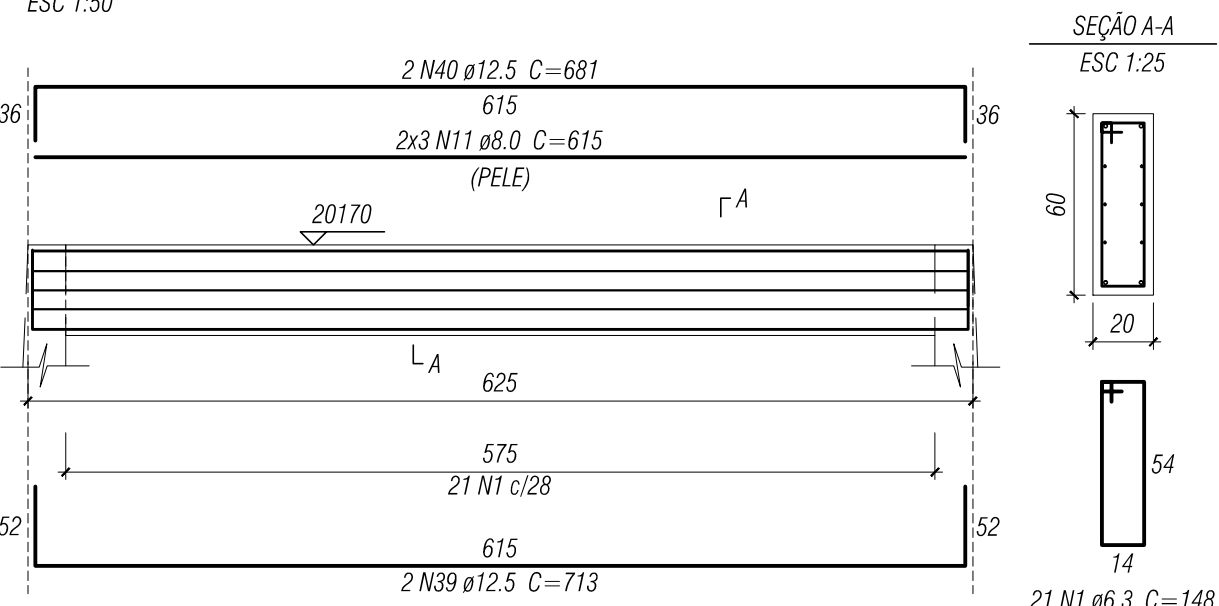 ESC 1:50
SEÇÃO A-A
ESC 1:25
2 N40 ø12.5 C=681
36
615
36
2x3 N11 ø8.0 C=615
(PELE)
A
20170
60
20
A
625
575
21 N1 c/28
54
52
615
52
2 N39 ø12.5 C=713
14
21 N1 ø6.3 C=148